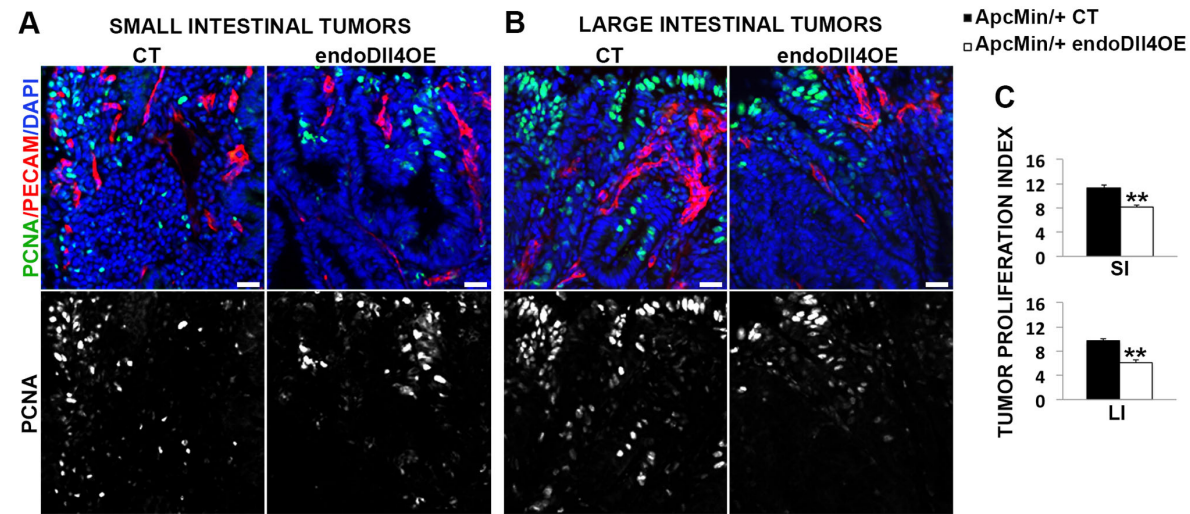 A
SMALL INTESTINAL TUMORS
CT
endoDll4OE
B
LARGE INTESTINAL TUMORS
CT
endoDll4OE
ApcMin/+ CT
ApcMin/+ endoDll4OE
PCNA/PECAM/DAPI
PCNA
C
TUMOR PROLIFERATION INDEX
16
12
8
4
0
**
SI
16
12
8
4
0
**
LI